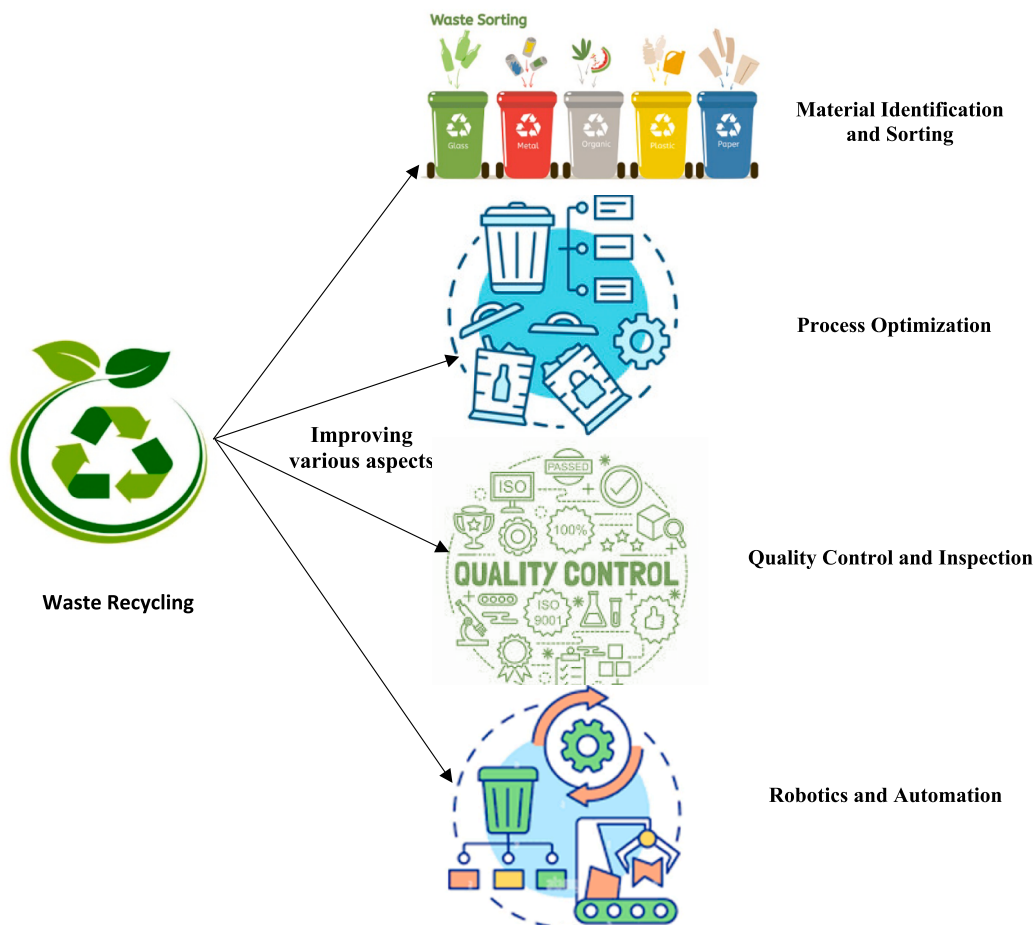 Waste Sorting
Glass
Metal
Organic
Plastic
Paper
Material Identification
and Sorting
Process Optimization
Improving
various aspects
Waste Recycling
PASSED
ISO
100%
QUALITY CONTROL
ISO
9001
Quality Control and Inspection
Robotics and Automation